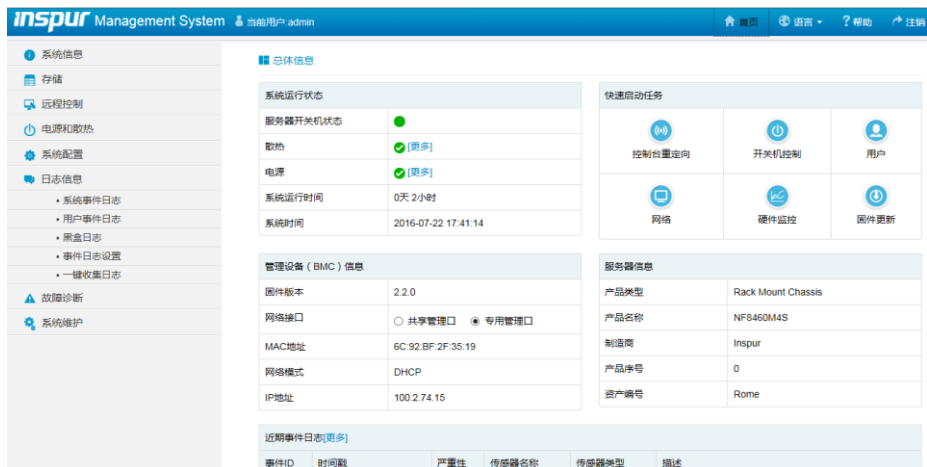 inspur Management System 当前用户:admin 首页 语言 ? 帮助 注销
系统信息
存储
远程控制
电源和散热
系统配置
日志信息
• 系统事件日志
• 用户事件日志
• 黑盒日志
• 事件日志设置
• 一键收集日志
故障诊断
系统维护
总体信息
系统运行状态
服务器开关机状态
散热 [更多]
电源 [更多]
系统运行时间 0天 2小时
系统时间 2016-07-22 17:41:14
快速启动任务
控制台重定向 开关机控制 用户
网络 硬件监控 固件更新
管理设备（BMC）信息
固件版本 2.2.0
网络接口 共享管理口 专用管理口
MAC地址 6C:92:BF:2F:35:19
网络模式 DHCP
IP地址 100.2.74.15
服务器信息
产品类型 Rack Mount Chassis
产品名称 NF8460M4S
制造商 Inspur
产品序号 0
资产编号 Rome
近期事件日志[更多]
事件ID 时间戳 严重性 传感器名称 传感器类型 描述